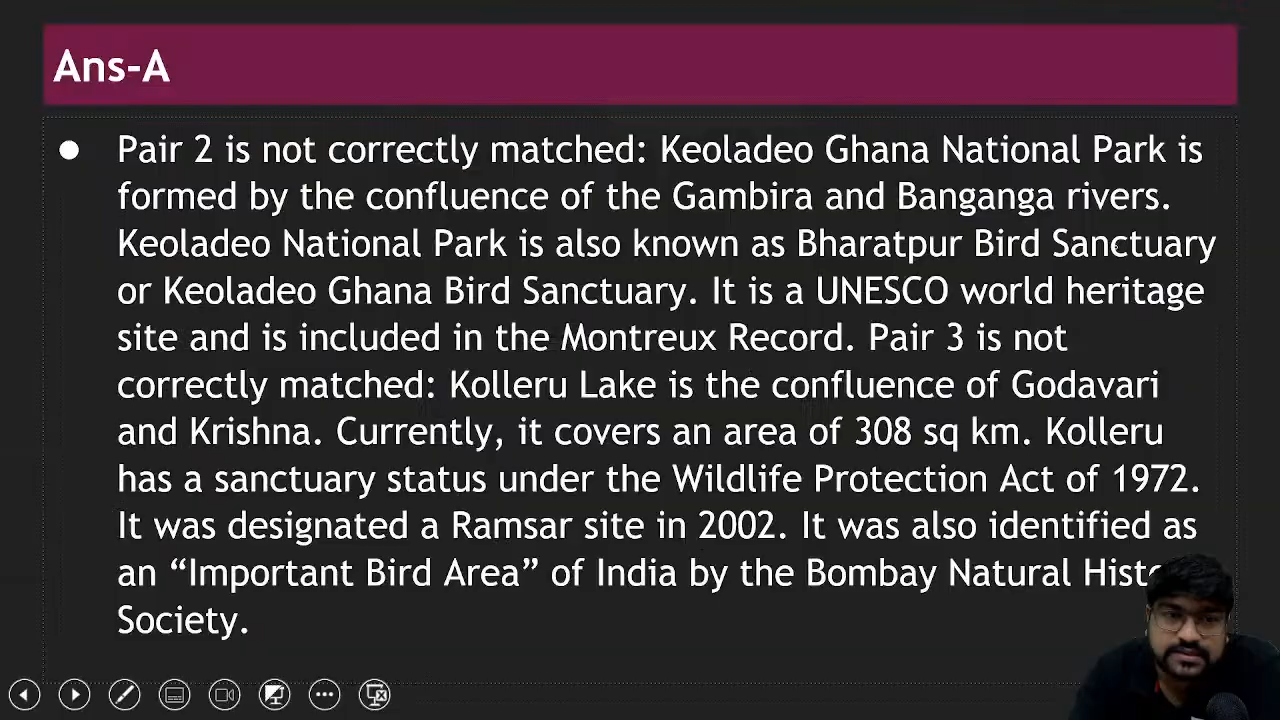 Ans-A
Pair 2 is not correctly matched: Keoladeo Ghana National Park is
formed by the confluence of the Gambira and Banganga rivers.
Keoladeo National Park is also known as Bharatpur Bird Sanctuary
or Keoladeo Ghana Bird Sanctuary. It is a UNESCO world heritage
site and is included in the Montreux Record. Pair 3 is not
correctly matched: Kolleru Lake is the confluence of Godavari
and Krishna. Currently, it covers an area of 308 sq km. Kolleru
has a sanctuary status under the Wildlife Protection Act of 1972.
It was designated a Ramsar site in 2002. It was also identified as
an “Important Bird Area” of India by the Bombay Natural
Society.